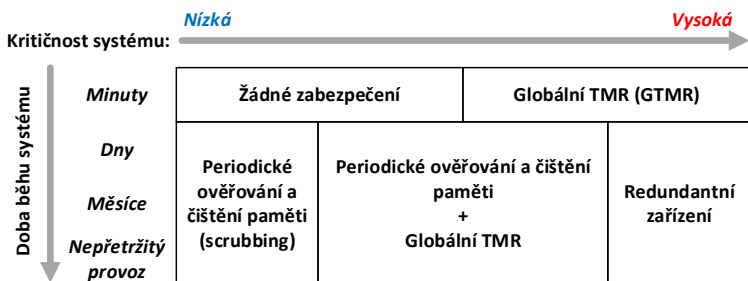 Nízká
Vysoká
Kritičnost systému:
Doba běhu systému
Minuty
Žádné zabezpečení
Globální TMR (GTMR)
Dny
Měsíce
Nepřetržitý
provoz
Periodické
ověřování a
čištění paměti
(scrubbing)
Periodické ověřování a čištění
paměti
+
Globální TMR
Redundantní
zařízení